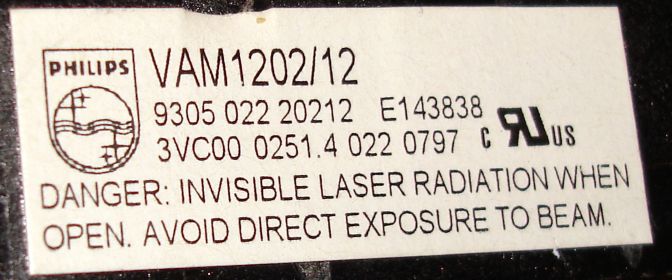 PHILIPS
VAM1202/12
9305 022 20212 E143838
3VC00 0251.4 022 0797 C RU US
DANGER: INVISIBLE LASER RADIATION WHEN
OPEN. AVOID DIRECT EXPOSURE TO BEAM.